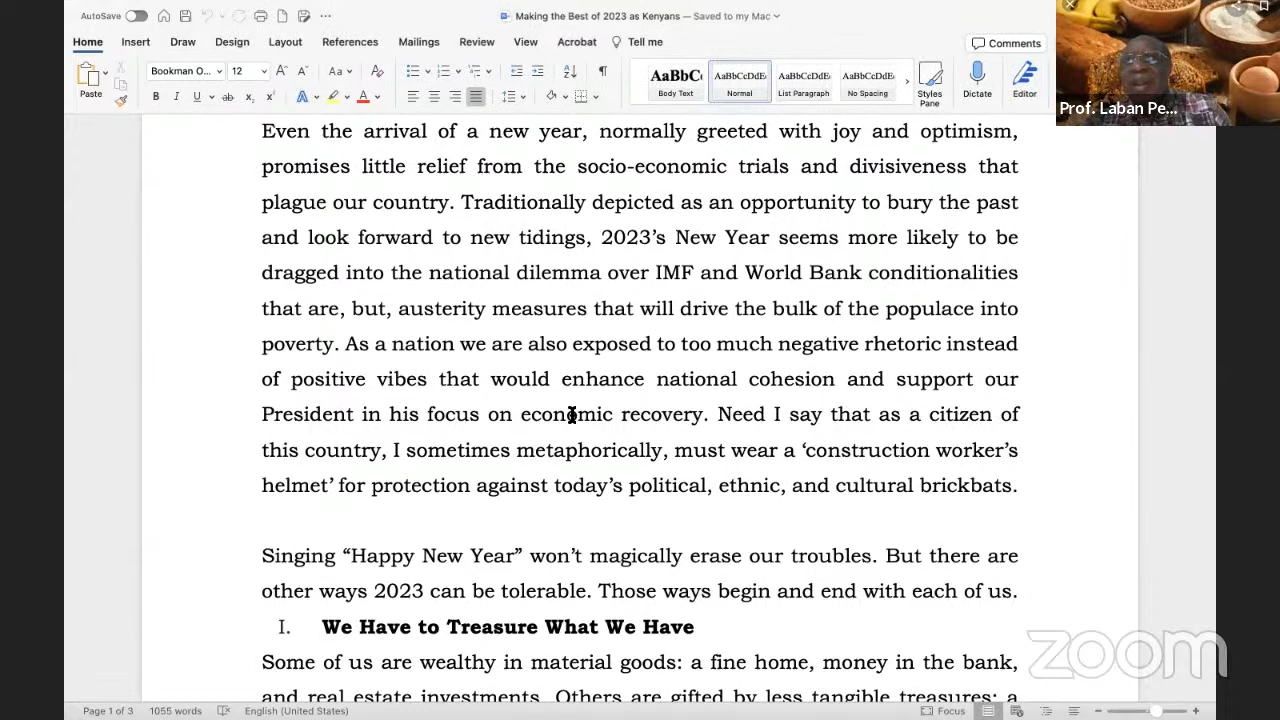 AutoSave
Making the Best of 2023 as Kenyans — Saved to my Mac
Home Insert Draw Design Layout References Mailings Review View Acrobat Tell me
Comments
Paste
Bookman O... 12
AaBbC AaBbCcDdE AaBbCcDdE AaBbCcDdE
Body Text Normal List Paragraph No Spacing
Styles Pane
Dictate
Editor
Prof. Laban Pe...
Even the arrival of a new year, normally greeted with joy and optimism,
promises little relief from the socio-economic trials and divisiveness that
plague our country. Traditionally depicted as an opportunity to bury the past
and look forward to new tidings, 2023’s New Year seems more likely to be
dragged into the national dilemma over IMF and World Bank conditionalities
that are, but, austerity measures that will drive the bulk of the populace into
poverty. As a nation we are also exposed to too much negative rhetoric instead
of positive vibes that would enhance national cohesion and support our
President in his focus on economic recovery. Need I say that as a citizen of
this country, I sometimes metaphorically, must wear a ‘construction worker’s
helmet’ for protection against today’s political, ethnic, and cultural brickbats.
Singing “Happy New Year” won’t magically erase our troubles. But there are
other ways 2023 can be tolerable. Those ways begin and end with each of us.
I. We Have to Treasure What We Have
Some of us are wealthy in material goods: a fine home, money in the bank,
and real estate investments. Others are gifted by less tangible treasures: a
zoom
Page 1 of 3 1055 words English (United States) Focus